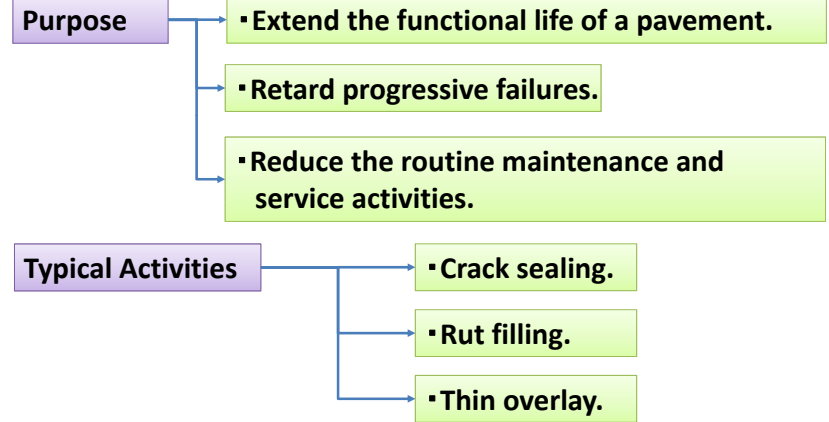 Purpose
▪Extend the functional life of a pavement.
▪Retard progressive failures.
▪Reduce the routine maintenance and
service activities.
Typical Activities
▪Crack sealing.
▪Rut filling.
▪Thin overlay.